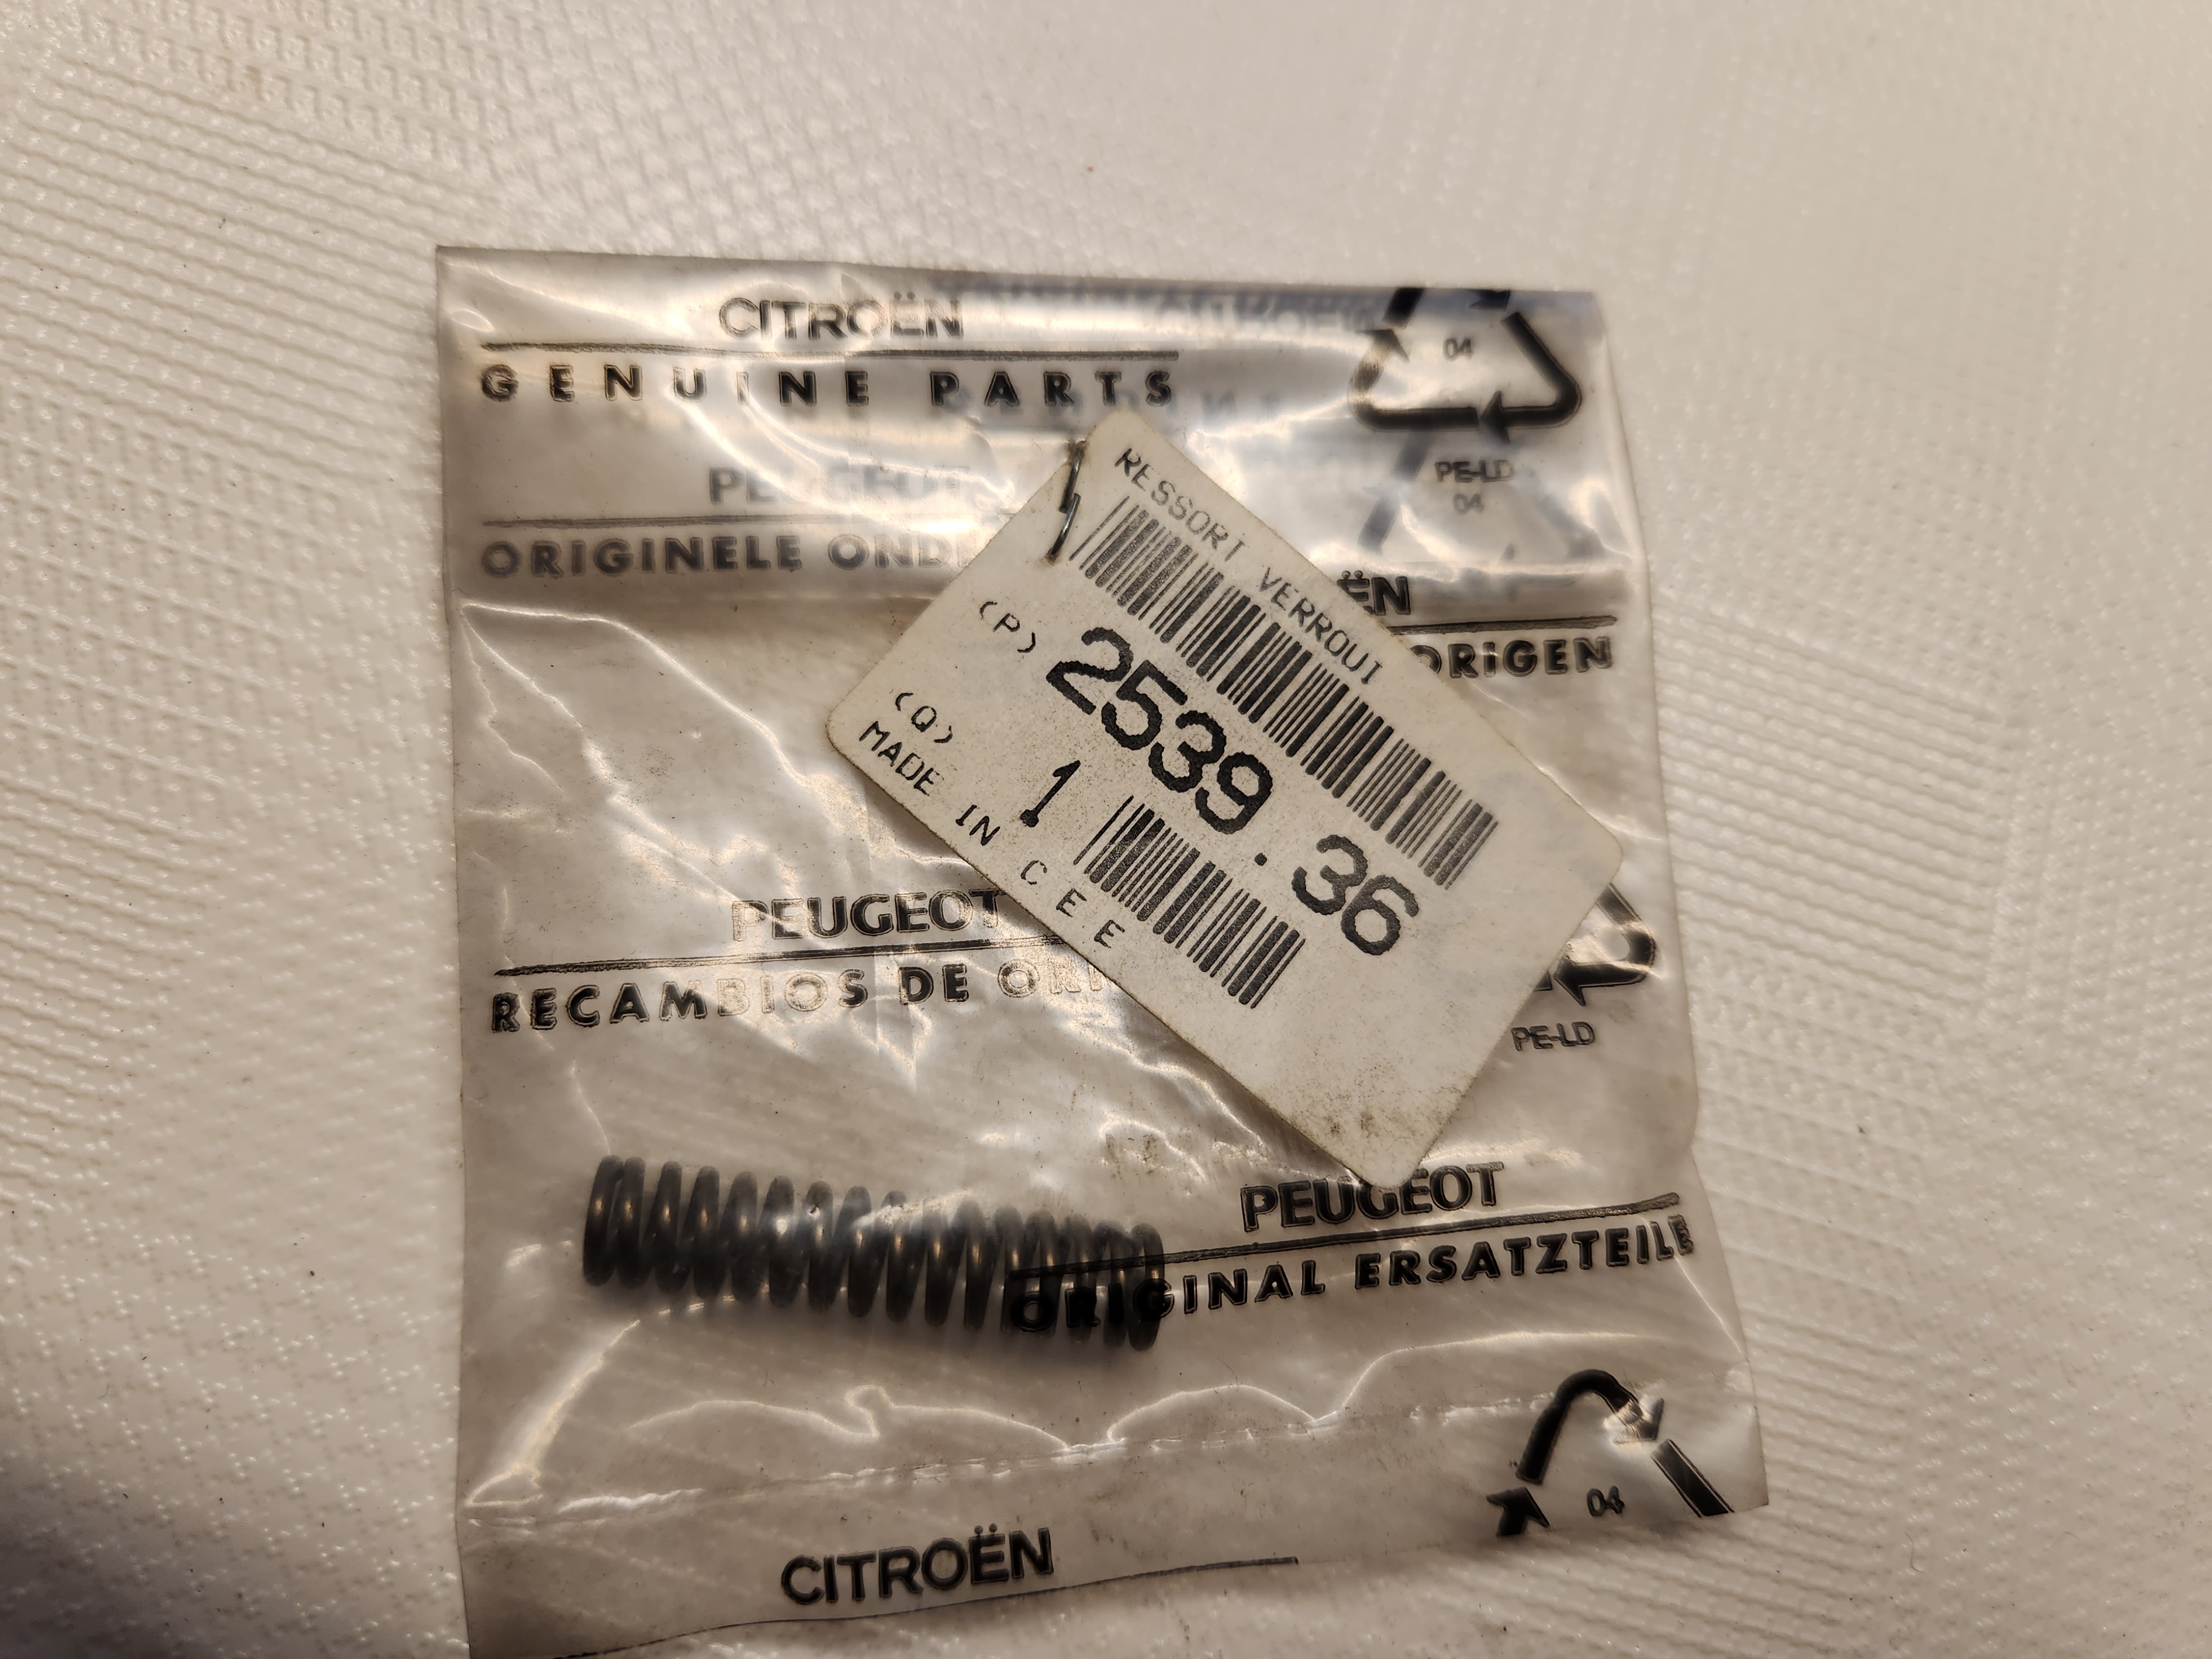 CITROËN
GENUINE PARTS
04
PE-LD
04
PEUGEOT
ORIGINELE
RESSORT VERROUI
(P) 2539.36
(Q) 1
MADE IN C E E
ORIGEN
PEUGEOT
RECAMBIOS DE
PE-LD
PEUGEOT
ORIGINAL ERSATZTEILE
04
CITROËN